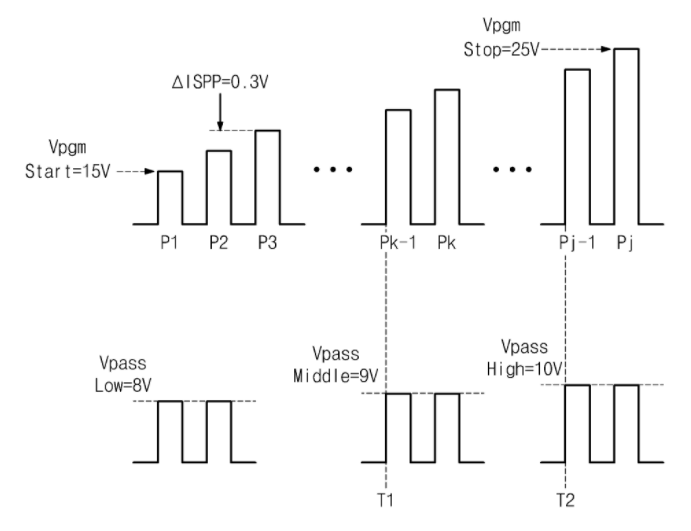 Vpgm
Stop=25V
ΔISPP=0.3V
Vpgm
Start=15V
P1 P2 P3 Pk-1 Pk Pj-1 Pj
Vpass
Low=8V
Vpass
Middle=9V
Vpass
High=10V
T1 T2